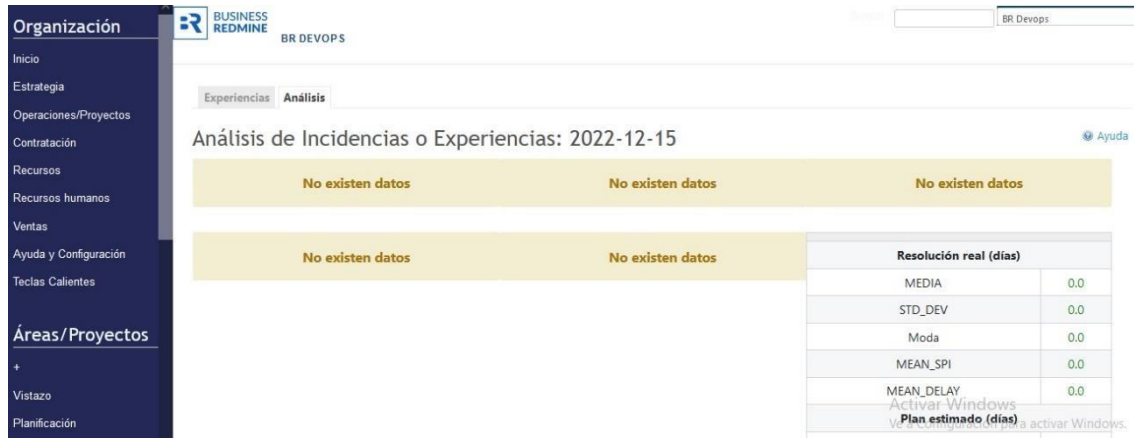 Organización
Inicio
Estrategia
Operaciones/Proyectos
Contratación
Recursos
Recursos humanos
Ventas
Ayuda y Configuración
Teclas Calientes
Áreas/Proyectos
+
Vistazo
Planificación
BR BUSINESS
REDMINE
BR DEVOPS
BR Devops
Experiencias Análisis
Análisis de Incidencias o Experiencias: 2022-12-15
Ayuda
No existen datos No existen datos No existen datos
No existen datos No existen datos
Resolución real (días)
MEDIA 0.0
STD_DEV 0.0
Moda 0.0
MEAN_SPI 0.0
MEAN_DELAY 0.0
Plan estimado (días)
Activar Windows
Ve a Configuración para activar Windows.